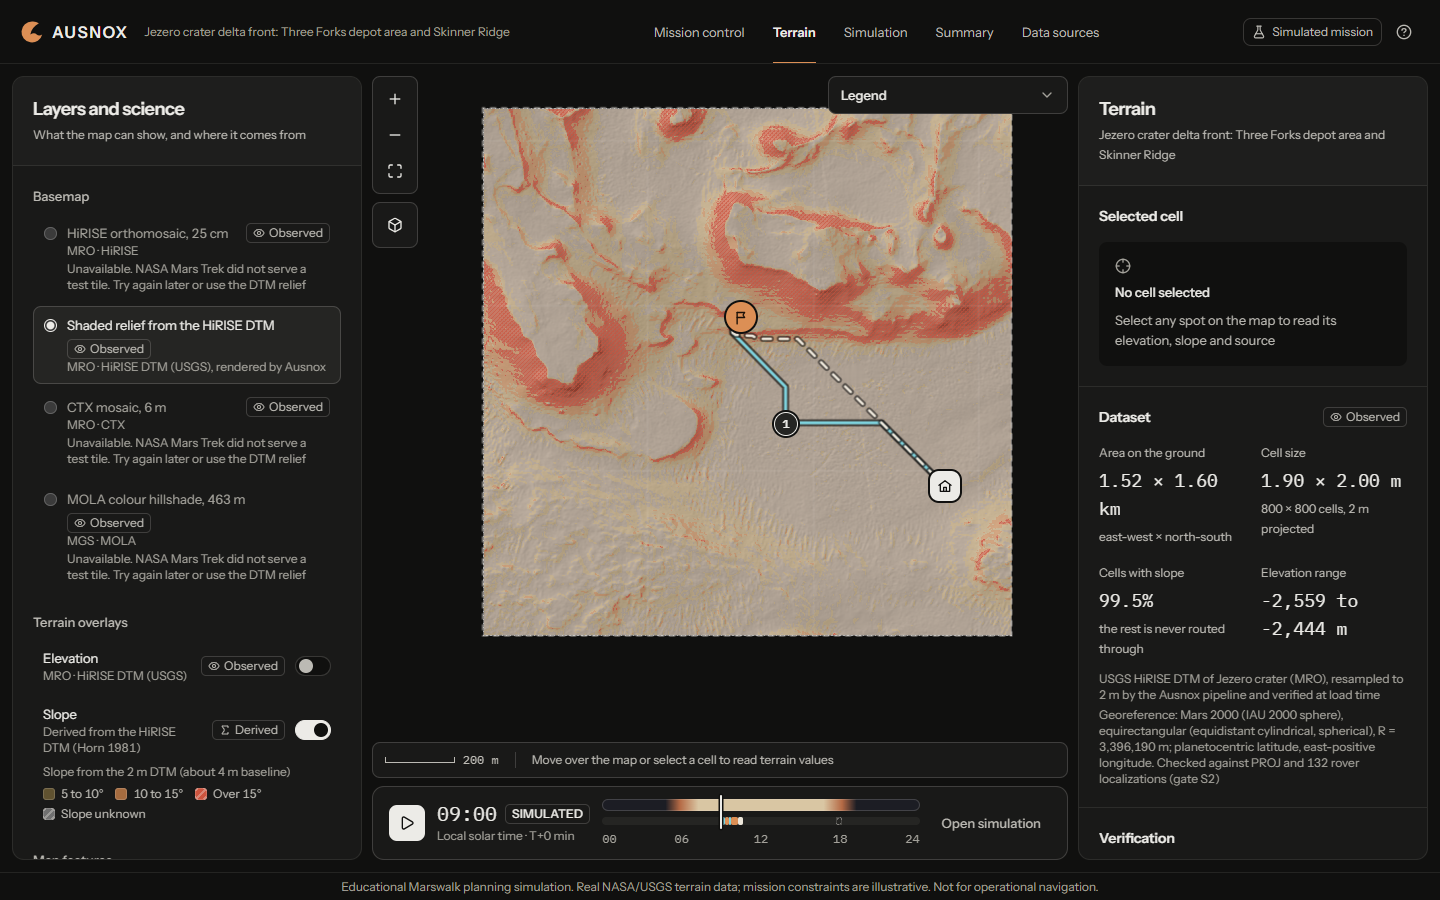 AUSNOX
Jezero crater delta front: Three Forks depot area and Skinner Ridge
Mission control
Terrain
Simulation
Summary
Data sources
Simulated mission
Layers and science
What the map can show, and where it comes from
Basemap
HiRISE orthomosaic, 25 cm
Observed
MRO · HiRISE
Unavailable. NASA Mars Trek did not serve a
test tile. Try again later or use the DTM relief
Shaded relief from the HiRISE DTM
Observed
MRO · HiRISE DTM (USGS), rendered by Ausnox
CTX mosaic, 6 m
Observed
MRO · CTX
Unavailable. NASA Mars Trek did not serve a
test tile. Try again later or use the DTM relief
MOLA colour hillshade, 463 m
Observed
MGS · MOLA
Unavailable. NASA Mars Trek did not serve a
test tile. Try again later or use the DTM relief
Terrain overlays
Elevation
MRO · HiRISE DTM (USGS)
Observed
Slope
Derived from the HiRISE
DTM (Horn 1981)
Derived
Slope from the 2 m DTM (about 4 m baseline)
5 to 10°
10 to 15°
Over 15°
Slope unknown
Map features
Legend
1
200 m
Move over the map or select a cell to read terrain values
09:00
SIMULATED
Local solar time · T+0 min
00
06
12
18
24
Open simulation
Terrain
Jezero crater delta front: Three Forks depot area and
Skinner Ridge
Selected cell
No cell selected
Select any spot on the map to read its
elevation, slope and source
Dataset
Observed
Area on the ground
1.52 × 1.60
km
east-west × north-south
Cell size
1.90 × 2.00 m
800 × 800 cells, 2 m
projected
Cells with slope
99.5%
the rest is never routed
through
Elevation range
-2,559 to
-2,444 m
USGS HiRISE DTM of Jezero crater (MRO), resampled to
2 m by the Ausnox pipeline and verified at load time
Georeference: Mars 2000 (IAU 2000 sphere),
equirectangular (equidistant cylindrical, spherical), R =
3,396,190 m; planetocentric latitude, east-positive
longitude. Checked against PROJ and 132 rover
localizations (gate S2)
Verification
Educational Marswalk planning simulation. Real NASA/USGS terrain data; mission constraints are illustrative. Not for operational navigation.